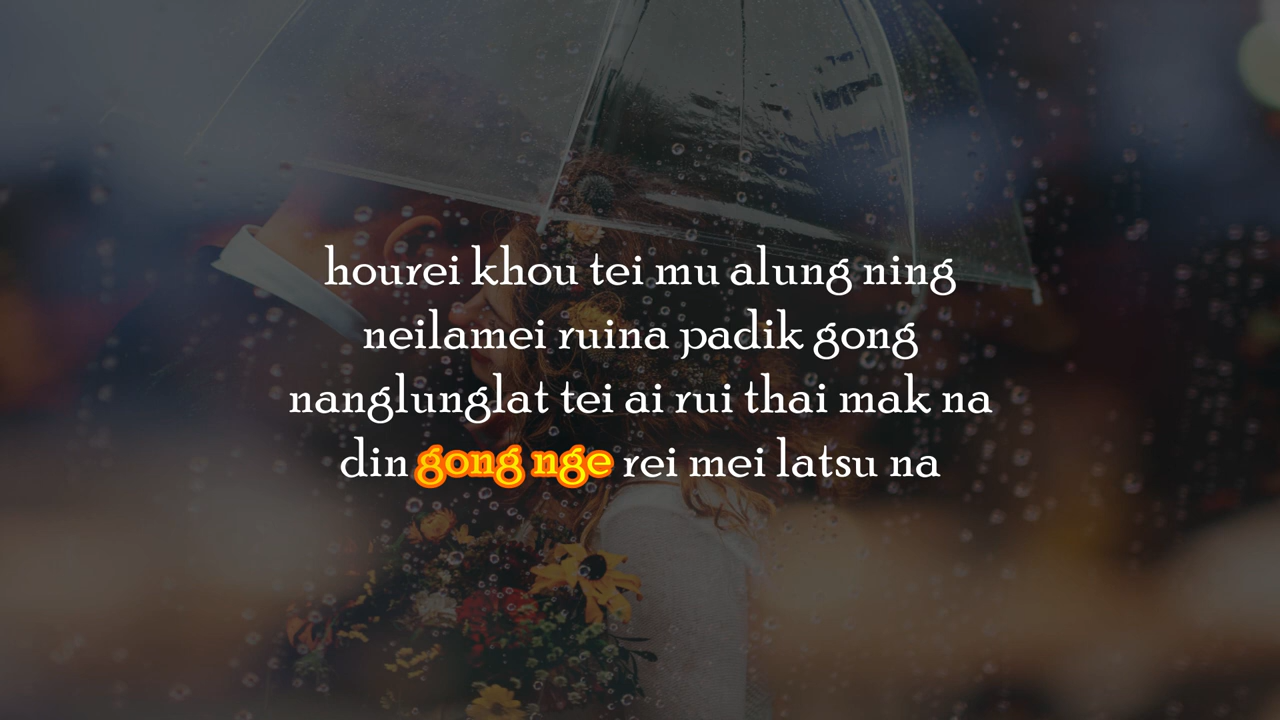 hourei khou tei mu alung ning
neilamei ruina padik gong
nanglunglat tei ai rui thai mak na
din gong nge rei mei latsu na